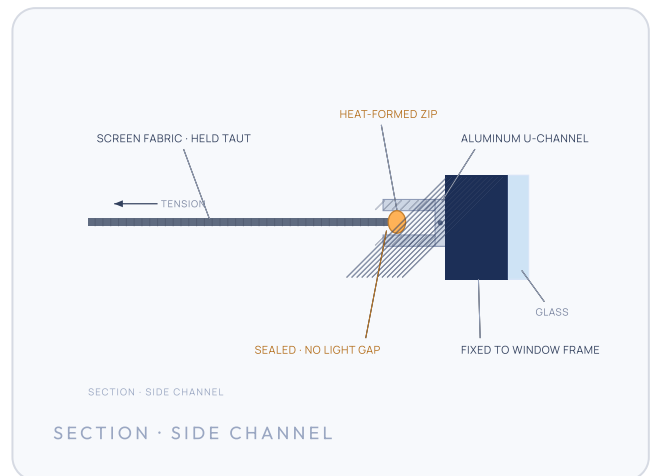 HEAT-FORMED ZIP
SCREEN FABRIC · HELD TAUT
ALUMINUM U-CHANNEL
TENSION
GLASS
SEALED · NO LIGHT GAP
FIXED TO WINDOW FRAME
SECTION · SIDE CHANNEL
SECTION · SIDE CHANNEL